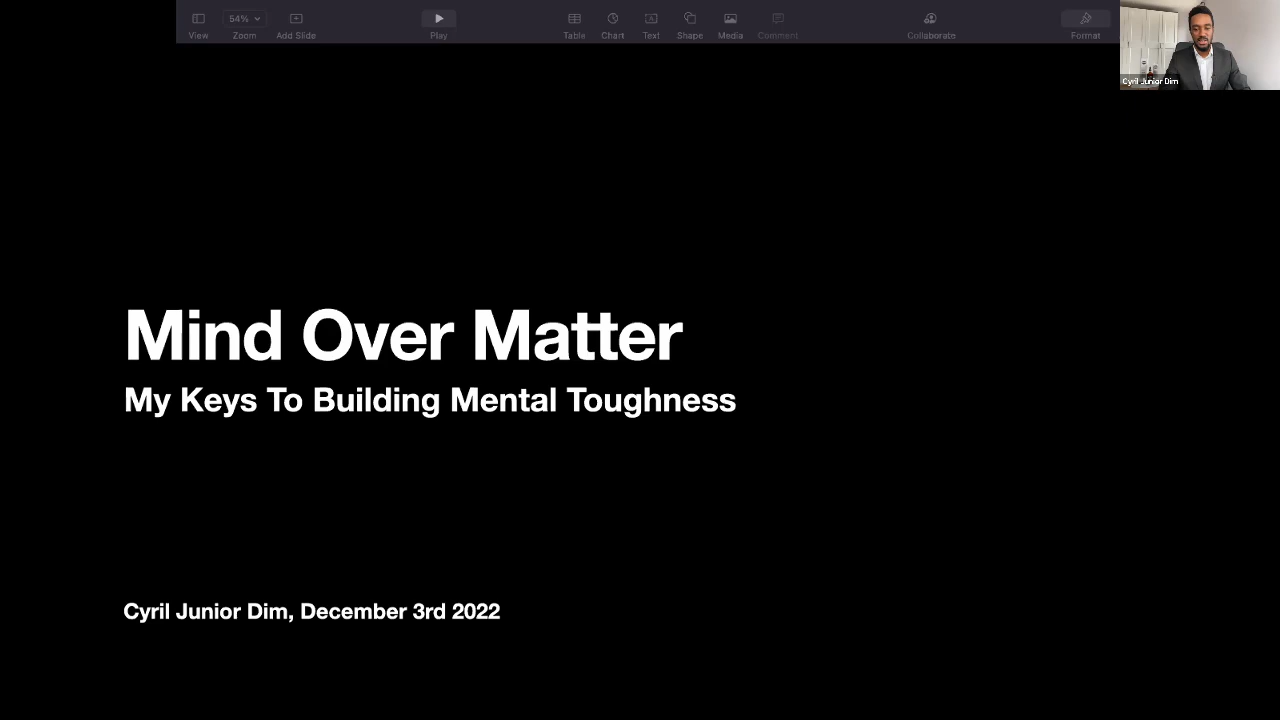 54%
View
Zoom
Add Slide
Play
Table
Chart
Text
Shape
Media
Comment
Collaborate
Format
Cyril Junior Dim
Mind Over Matter
My Keys To Building Mental Toughness
Cyril Junior Dim, December 3rd 2022